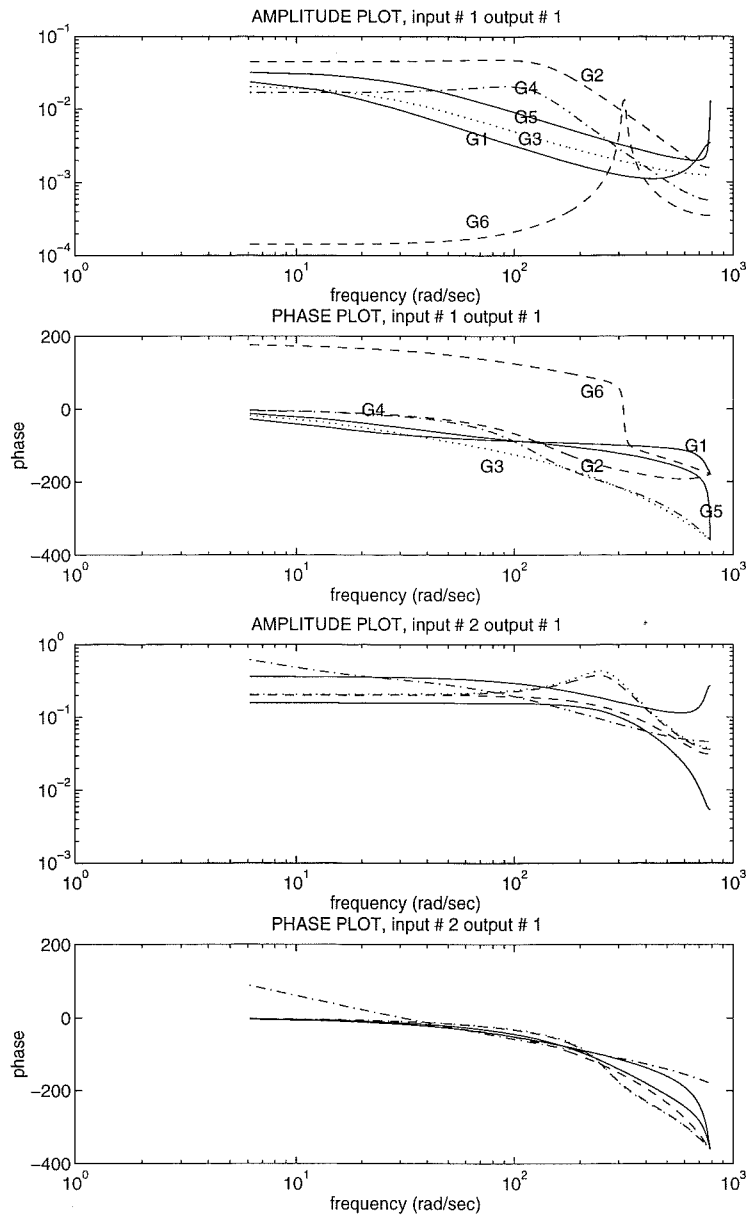 AMPLITUDE PLOT, input # 1 output # 1
10^-1
10^-2
10^-3
10^-4
G2
G4
G5
G1
G3
G6
10^0
10^1
10^2
10^3
frequency (rad/sec)
PHASE PLOT, input # 1 output # 1
phase
200
0
-200
-400
G6
G4
G1
G3
G2
G5
10^0
10^1
10^2
10^3
frequency (rad/sec)
AMPLITUDE PLOT, input # 2 output # 1
10^0
10^-1
10^-2
10^-3
10^0
10^1
10^2
10^3
frequency (rad/sec)
PHASE PLOT, input # 2 output # 1
phase
200
0
-200
-400
10^0
10^1
10^2
10^3
frequency (rad/sec)